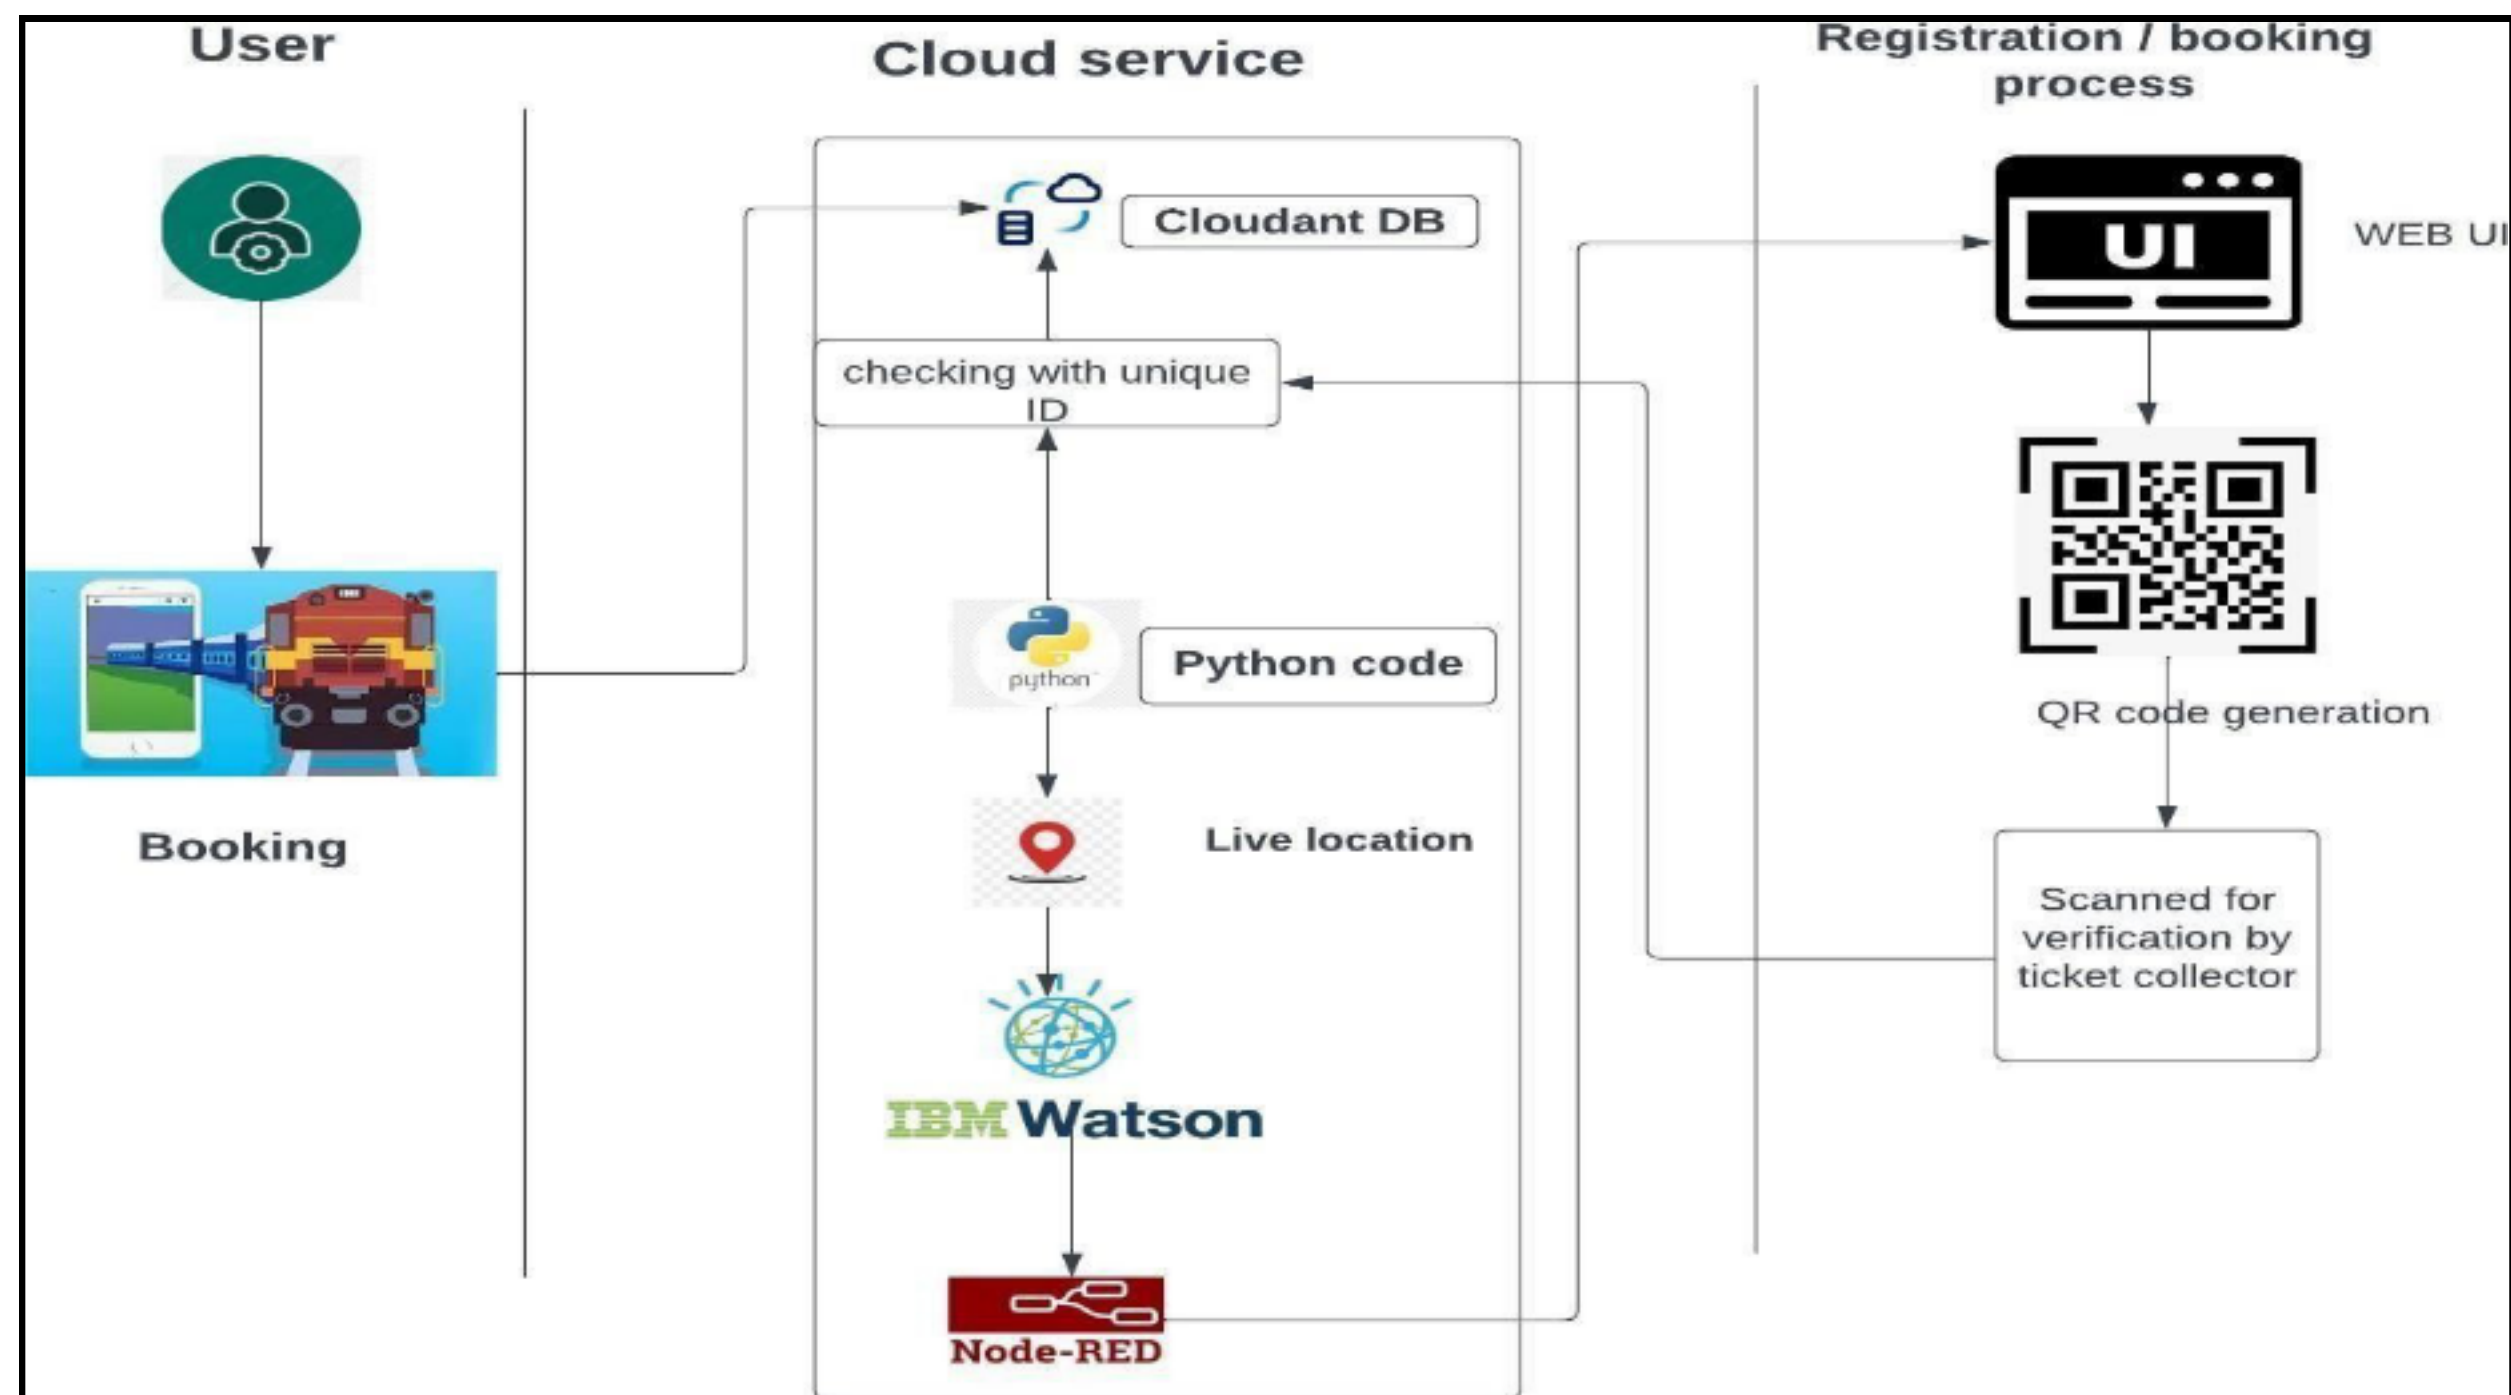 User
Cloud service
Registration / booking
process
Cloudant DB
UI
WEB UI
checking with unique
ID
python
Python code
QR code generation
Booking
Live location
Scanned for
verification by
ticket collector
IBM Watson
Node-RED